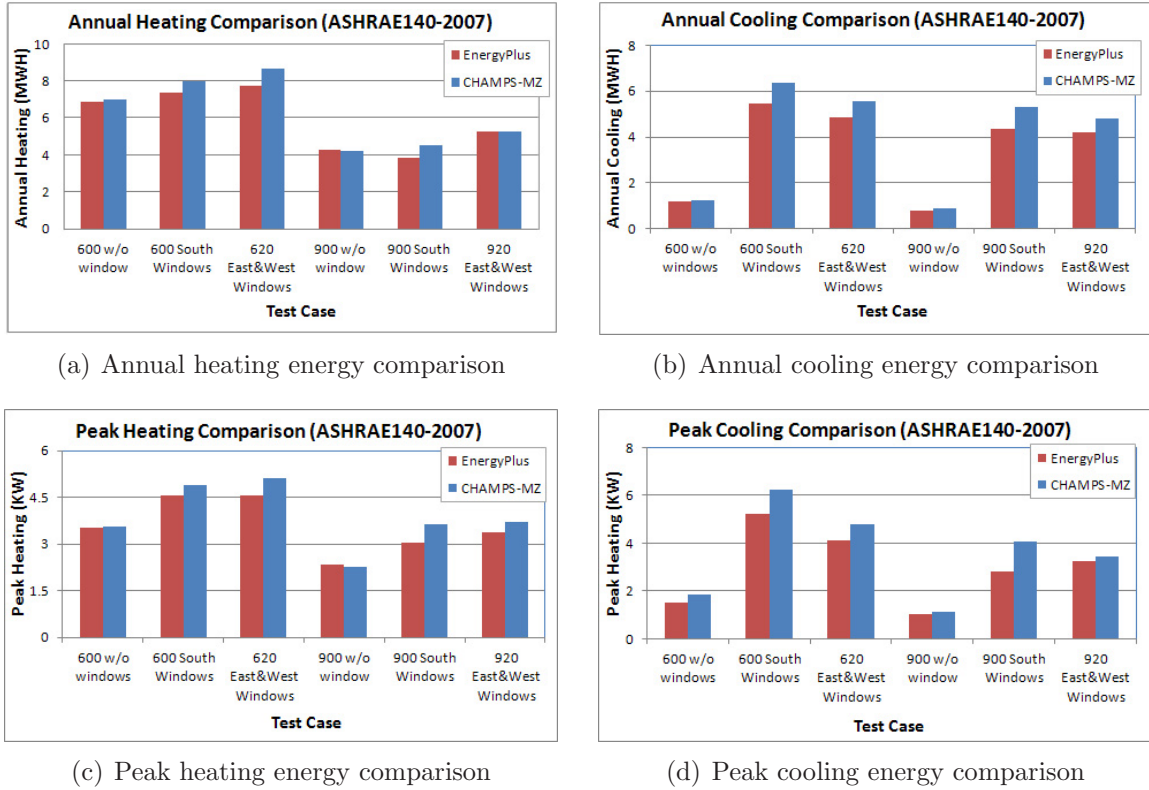 Annual Heating Comparison (ASHRAE140-2007)
Annual Heating (MWH)
10
8
6
4
2
0
EnergyPlus
CHAMPS-MZ
600 w/o window
600 South Windows
620 East&West Windows
900 w/o window
900 South Windows
920 East&West Windows
Test Case
(a) Annual heating energy comparison
Annual Cooling Comparison (ASHRAE140-2007)
Annual Cooling (MWH)
8
6
4
2
0
EnergyPlus
CHAMPS-MZ
600 w/o windows
600 South Windows
620 East&West Windows
900 w/o window
900 South Windows
920 East&West Windows
Test Case
(b) Annual cooling energy comparison
Peak Heating Comparison (ASHRAE140-2007)
Peak Heating (KW)
6
4.5
3
1.5
0
EnergyPlus
CHAMPS-MZ
600 w/o windows
600 South Windows
620 East&West Windows
900 w/o window
900 South Windows
920 East&West Windows
Test Case
(c) Peak heating energy comparison
Peak Cooling Comparison (ASHRAE140-2007)
Peak Heating (KW)
8
6
4
2
0
EnergyPlus
CHAMPS-MZ
600 w/o windows
600 South Windows
620 East&West Windows
900 w/o window
900 South Windows
920 East&West Windows
Test Case
(d) Peak cooling energy comparison